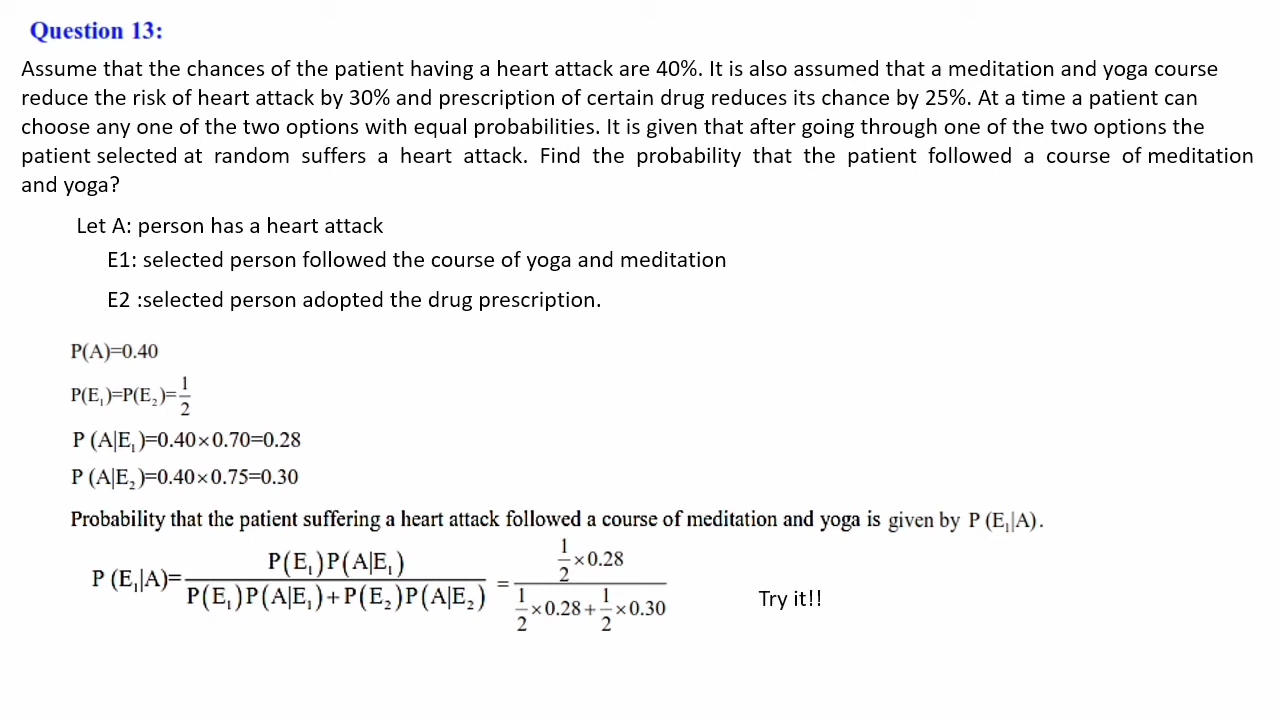 Question 13:
Assume that the chances of the patient having a heart attack are 40%. It is also assumed that a meditation and yoga course
reduce the risk of heart attack by 30% and prescription of certain drug reduces its chance by 25%. At a time a patient can
choose any one of the two options with equal probabilities. It is given that after going through one of the two options the
patient selected at random suffers a heart attack. Find the probability that the patient followed a course of meditation
and yoga?
Let A: person has a heart attack
E1: selected person followed the course of yoga and meditation
E2 :selected person adopted the drug prescription.
P(A)=0.40
P(E₁)=P(E₂)=1/2
P (A|E₁)=0.40×0.70=0.28
P (A|E₂)=0.40×0.75=0.30
Probability that the patient suffering a heart attack followed a course of meditation and yoga is given by P (E₁|A).
P (E₁|A)= P(E₁)P(A|E₁) / P(E₁)P(A|E₁)+P(E₂)P(A|E₂) = 1/2×0.28 / 1/2×0.28+1/2×0.30 Try it!!